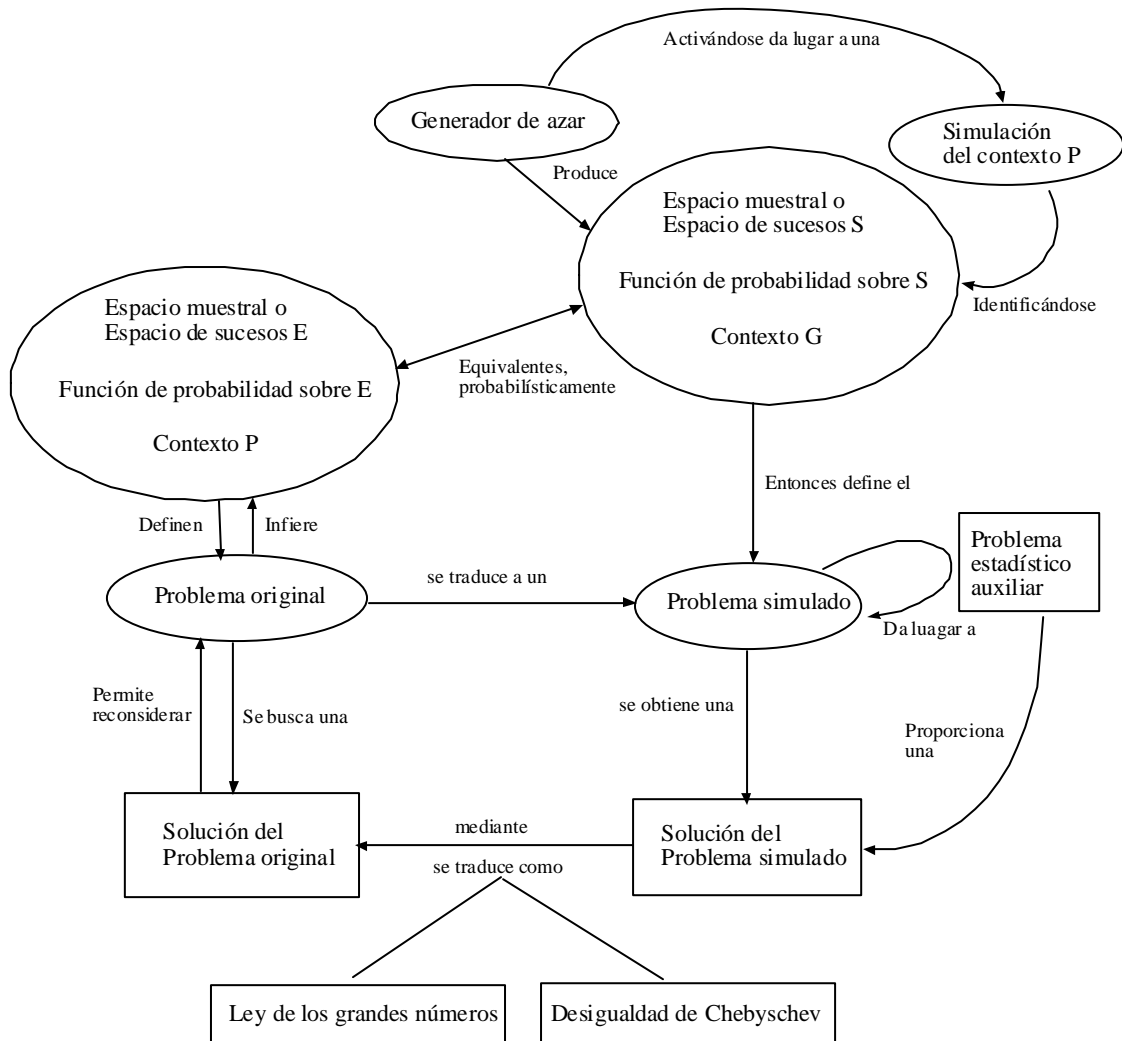 Activándose da lugar a una
Generador de azar
Simulación
del contexto P
Produce
Espacio muestral o
Espacio de sucesos S
Función de probabilidad sobre S
Contexto G
Identificándose
Espacio muestral o
Espacio de sucesos E
Función de probabilidad sobre E
Contexto P
Equivalentes,
probabilísticamente
Entonces define el
Definen
Infiere
Problema
estadístico
auxiliar
Problema original
se traduce a un
Problema simulado
Da luagar a
Permite
reconsiderar
Se busca una
se obtiene una
Proporciona
una
Solución del
Problema original
mediante
se traduce como
Solución del
Problema simulado
Ley de los grandes números
Desigualdad de Chebyschev